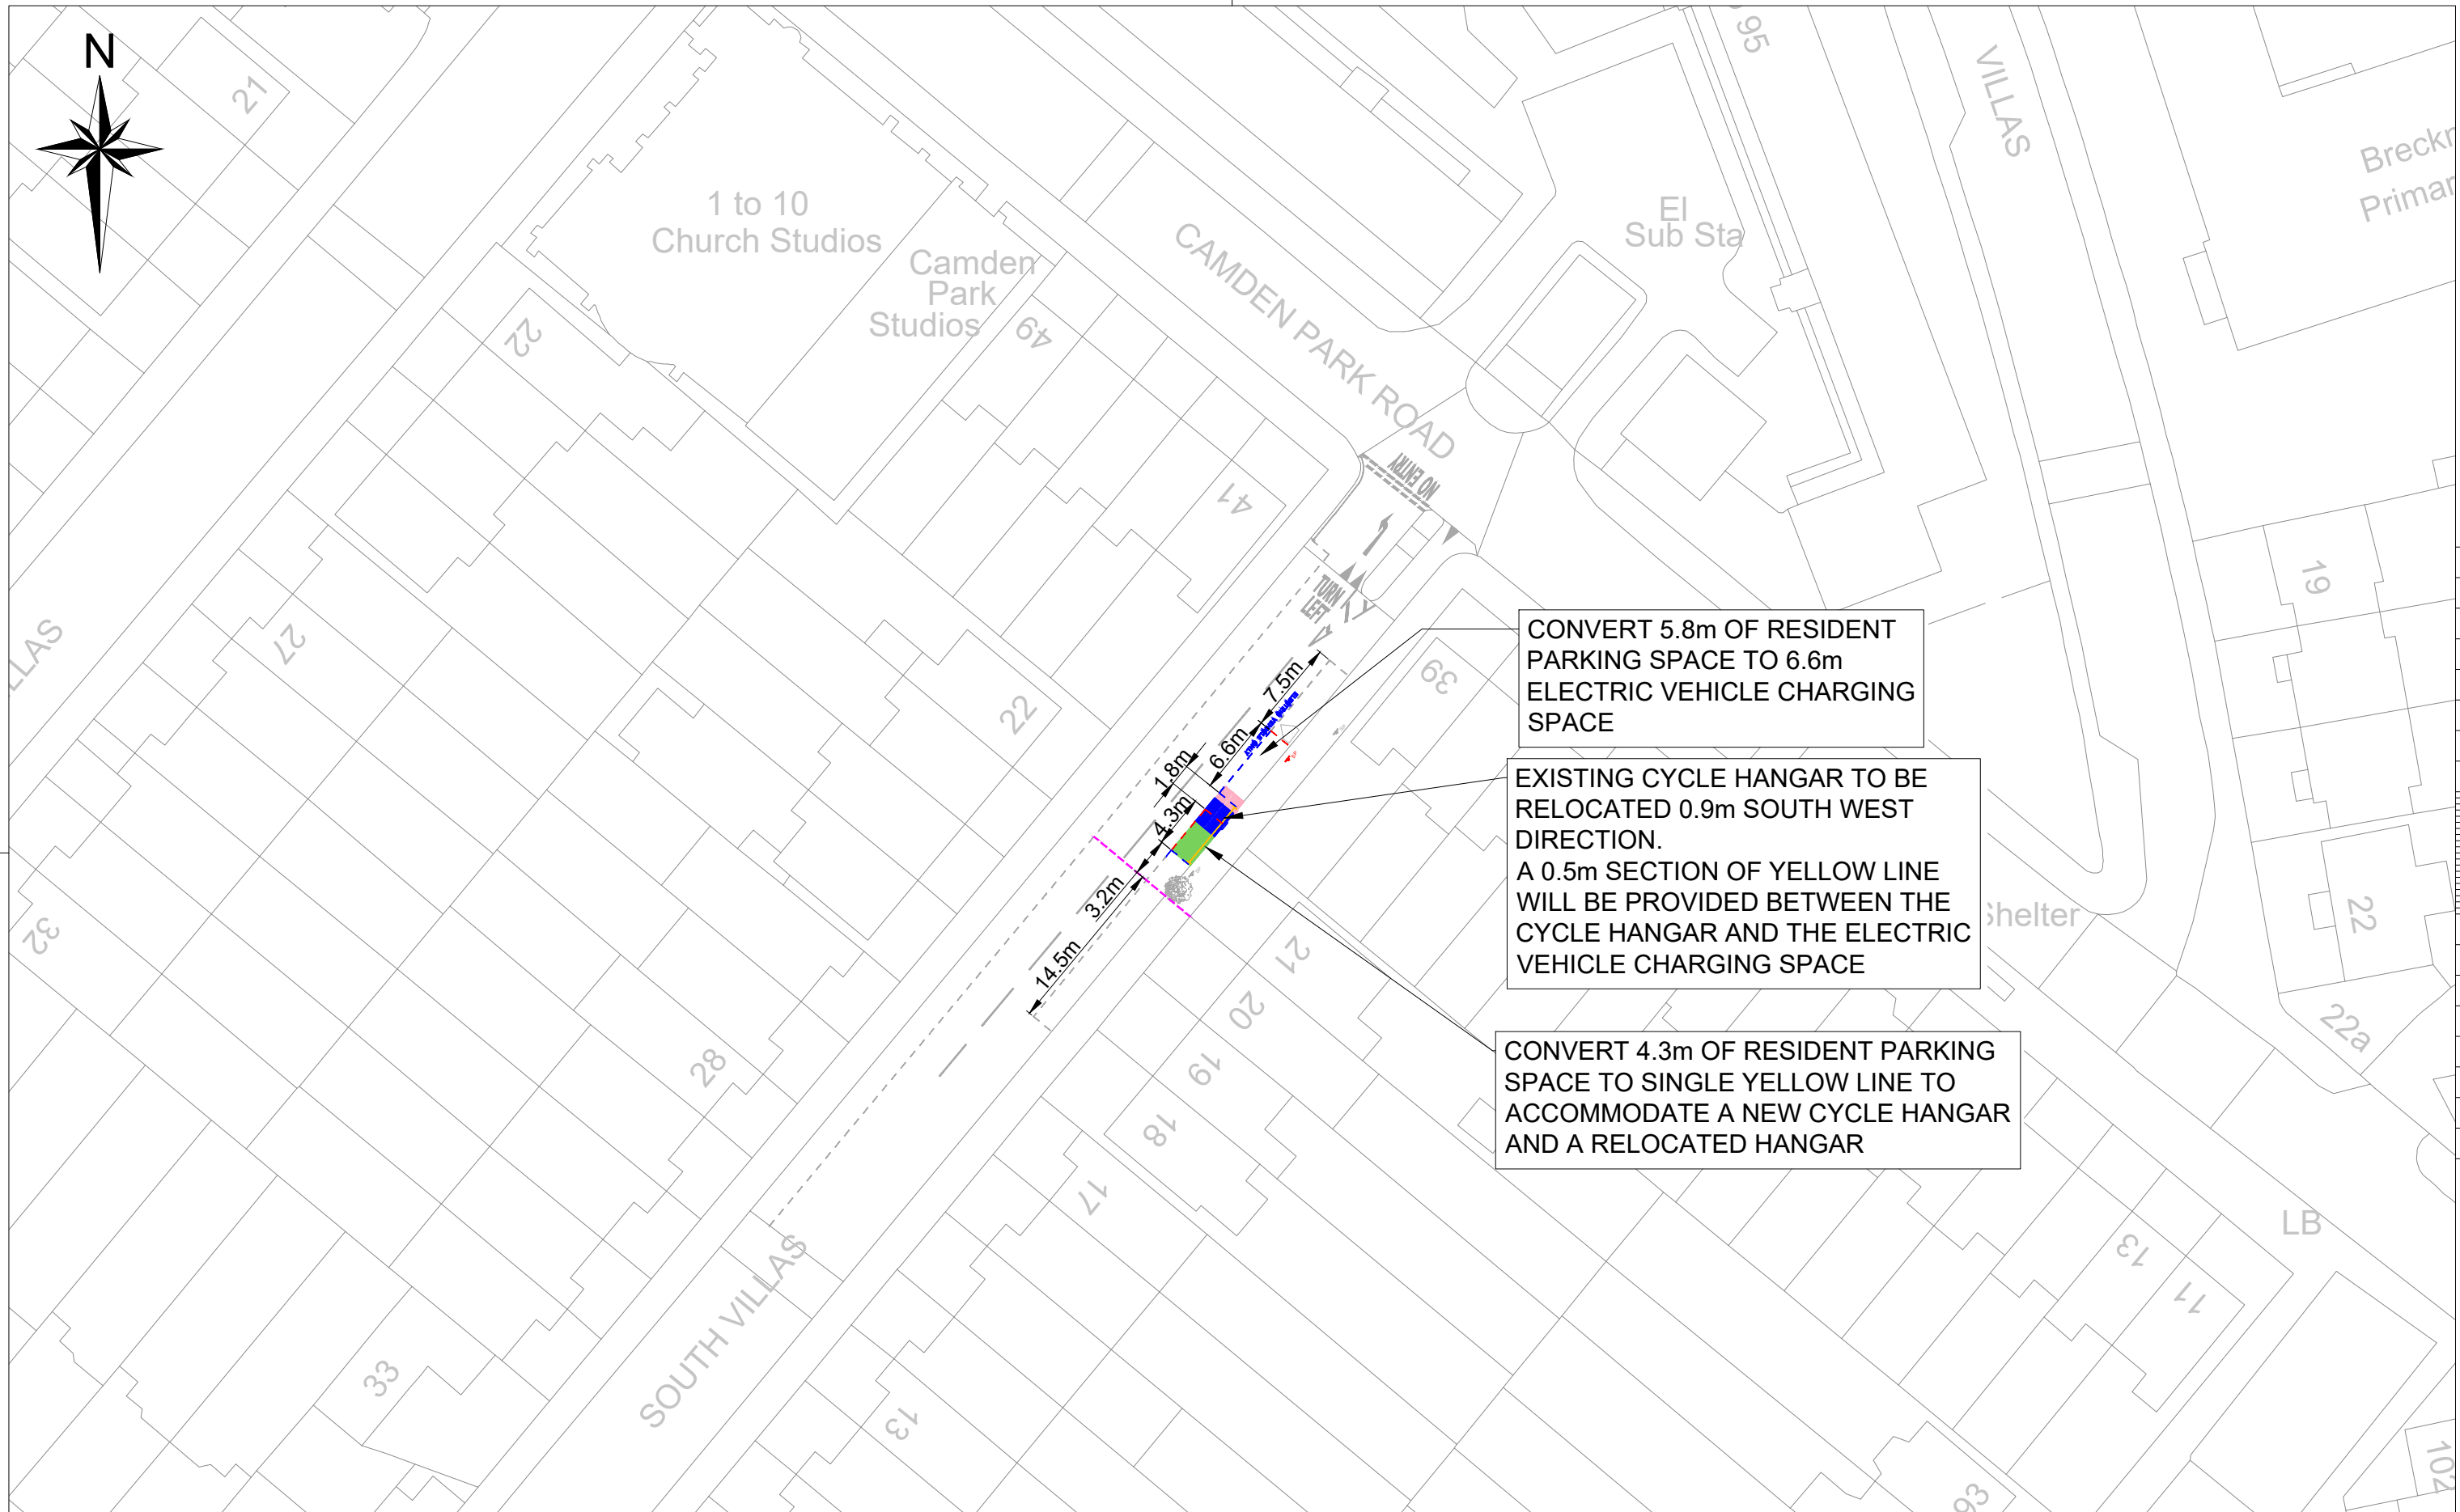 N
21
95
VILLAS
Breckn
Primar
1 to 10
Church Studios
Camden
Park
Studios
49
El
Sub Sta
CAMDEN PARK ROAD
22
41
NO ENTRY
TURN
LEFT
19
27
LLAS
39
22
7.5m
6.6m
1.8m
4.3m
3.2m
14.5m
CONVERT 5.8m OF RESIDENT
PARKING SPACE TO 6.6m
ELECTRIC VEHICLE CHARGING
SPACE
EXISTING CYCLE HANGAR TO BE
RELOCATED 0.9m SOUTH WEST
DIRECTION.
A 0.5m SECTION OF YELLOW LINE
WILL BE PROVIDED BETWEEN THE
CYCLE HANGAR AND THE ELECTRIC
VEHICLE CHARGING SPACE
CONVERT 4.3m OF RESIDENT PARKING
SPACE TO SINGLE YELLOW LINE TO
ACCOMMODATE A NEW CYCLE HANGAR
AND A RELOCATED HANGAR
Shelter
22
22a
32
21
20
19
18
17
28
33
13
SOUTH VILLAS
LB
13
11
93
102